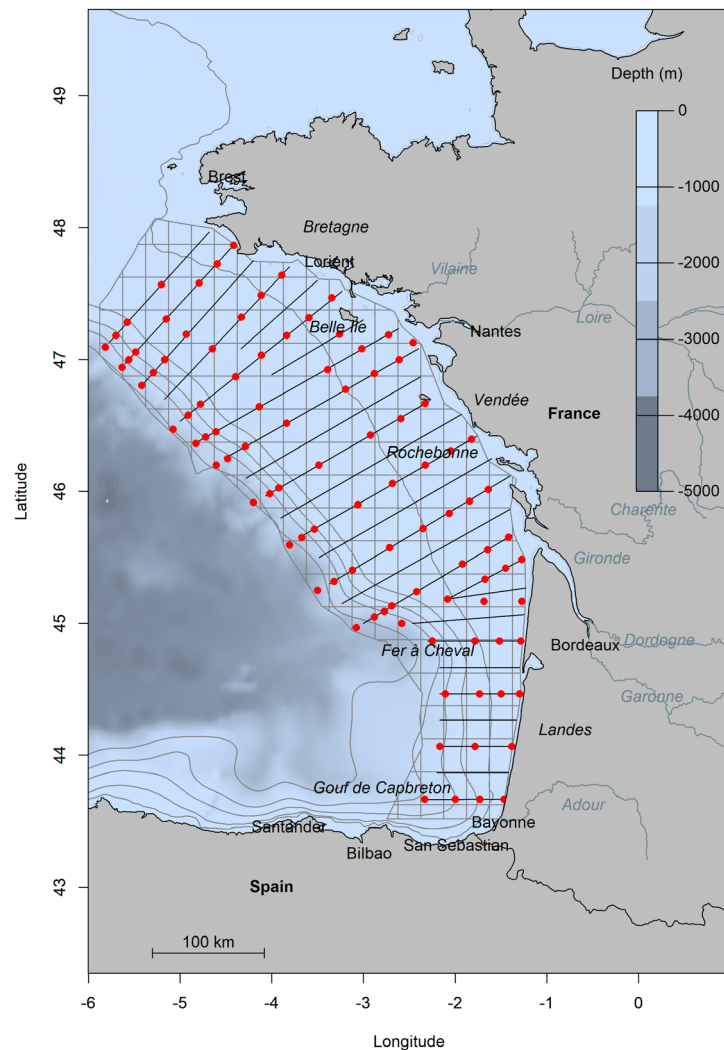 Depth (m)
49
0
-1000
Brest
48
Bretagne
-2000
Lorient
Vilaine
Loire
Belle Ile
Nantes
-3000
47
Vendée
France
-4000
Rochebonne
46
-5000
Charente
Gironde
45
Fer à Cheval
Bordeaux
Dordogne
Garonne
Landes
44
Gouf de Capbreton
Adour
Santander
Bayonne
Bilbao
San Sebastian
43
Spain
100 km
-6
-5
-4
-3
-2
-1
0
Longitude
Latitude